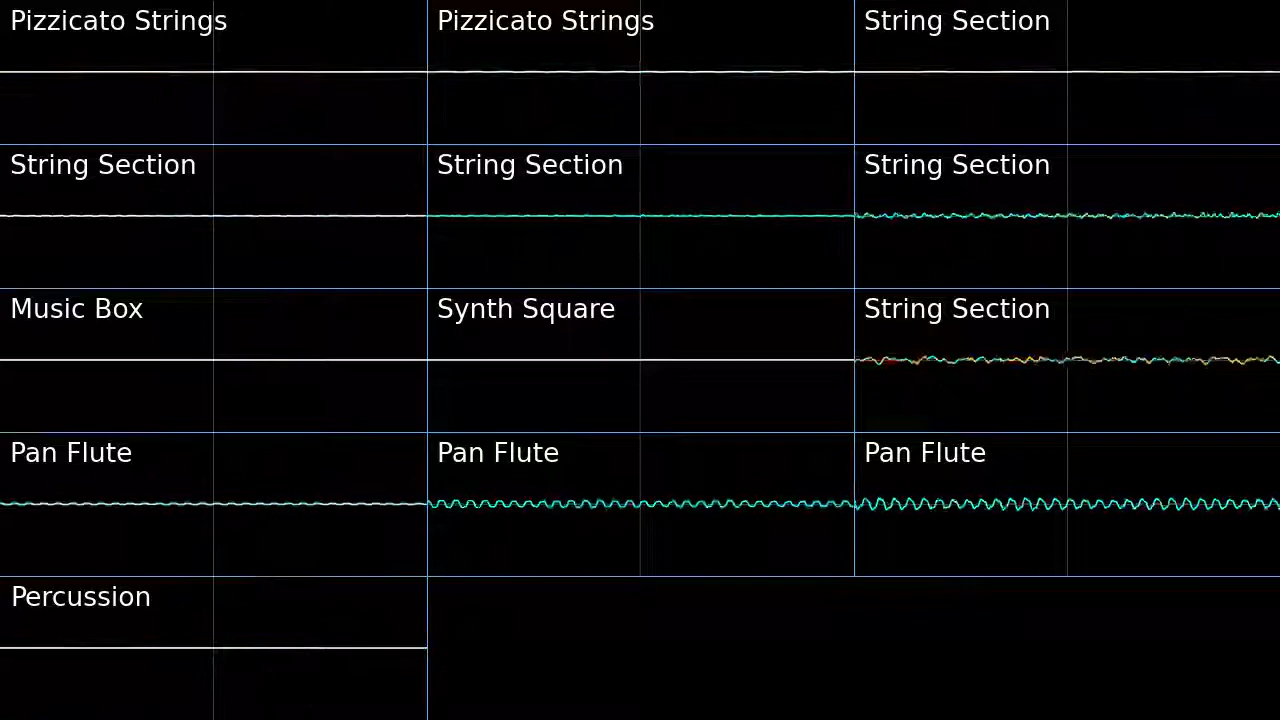 Pizzicato Strings
Pizzicato Strings
String Section
String Section
String Section
String Section
Music Box
Synth Square
String Section
Pan Flute
Pan Flute
Pan Flute
Percussion